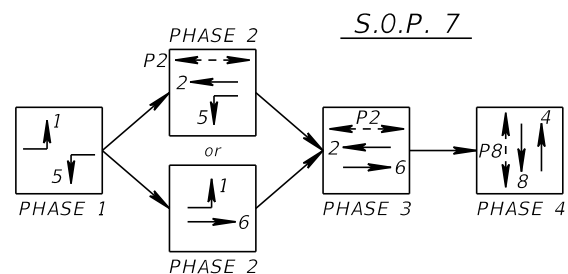 S.O.P. 7
PHASE 2
P2
2
5
1
5
PHASE 1
or
1
6
PHASE 2
P2
2
6
PHASE 3
4
P8
8
PHASE 4